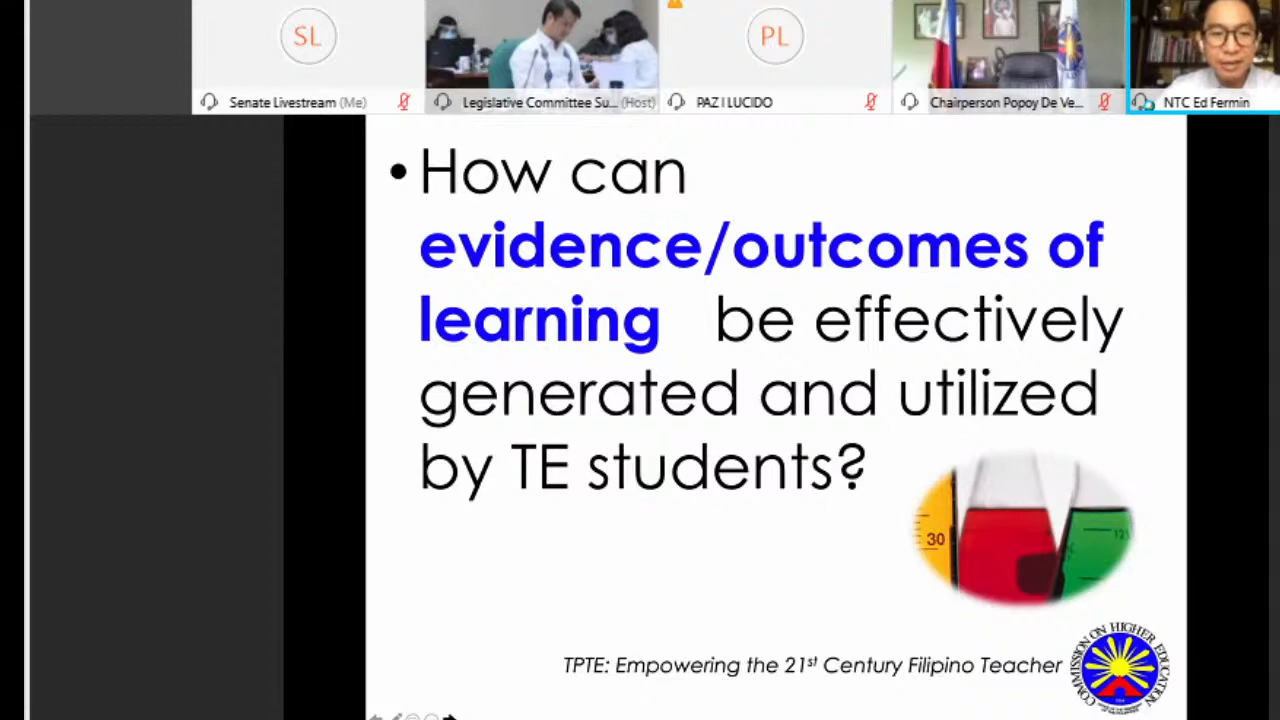 SL
PL
Senate Livestream (Me)
Legislative Committee Su... (Host)
PAZ I LUCIDO
Chairperson Popoy De Ve...
NTC Ed Fermin
• How can
evidence/outcomes of
learning be effectively
generated and utilized
by TE students?
30
TPTE: Empowering the 21st Century Filipino Teacher
COMMISSION ON HIGHER EDUCATION